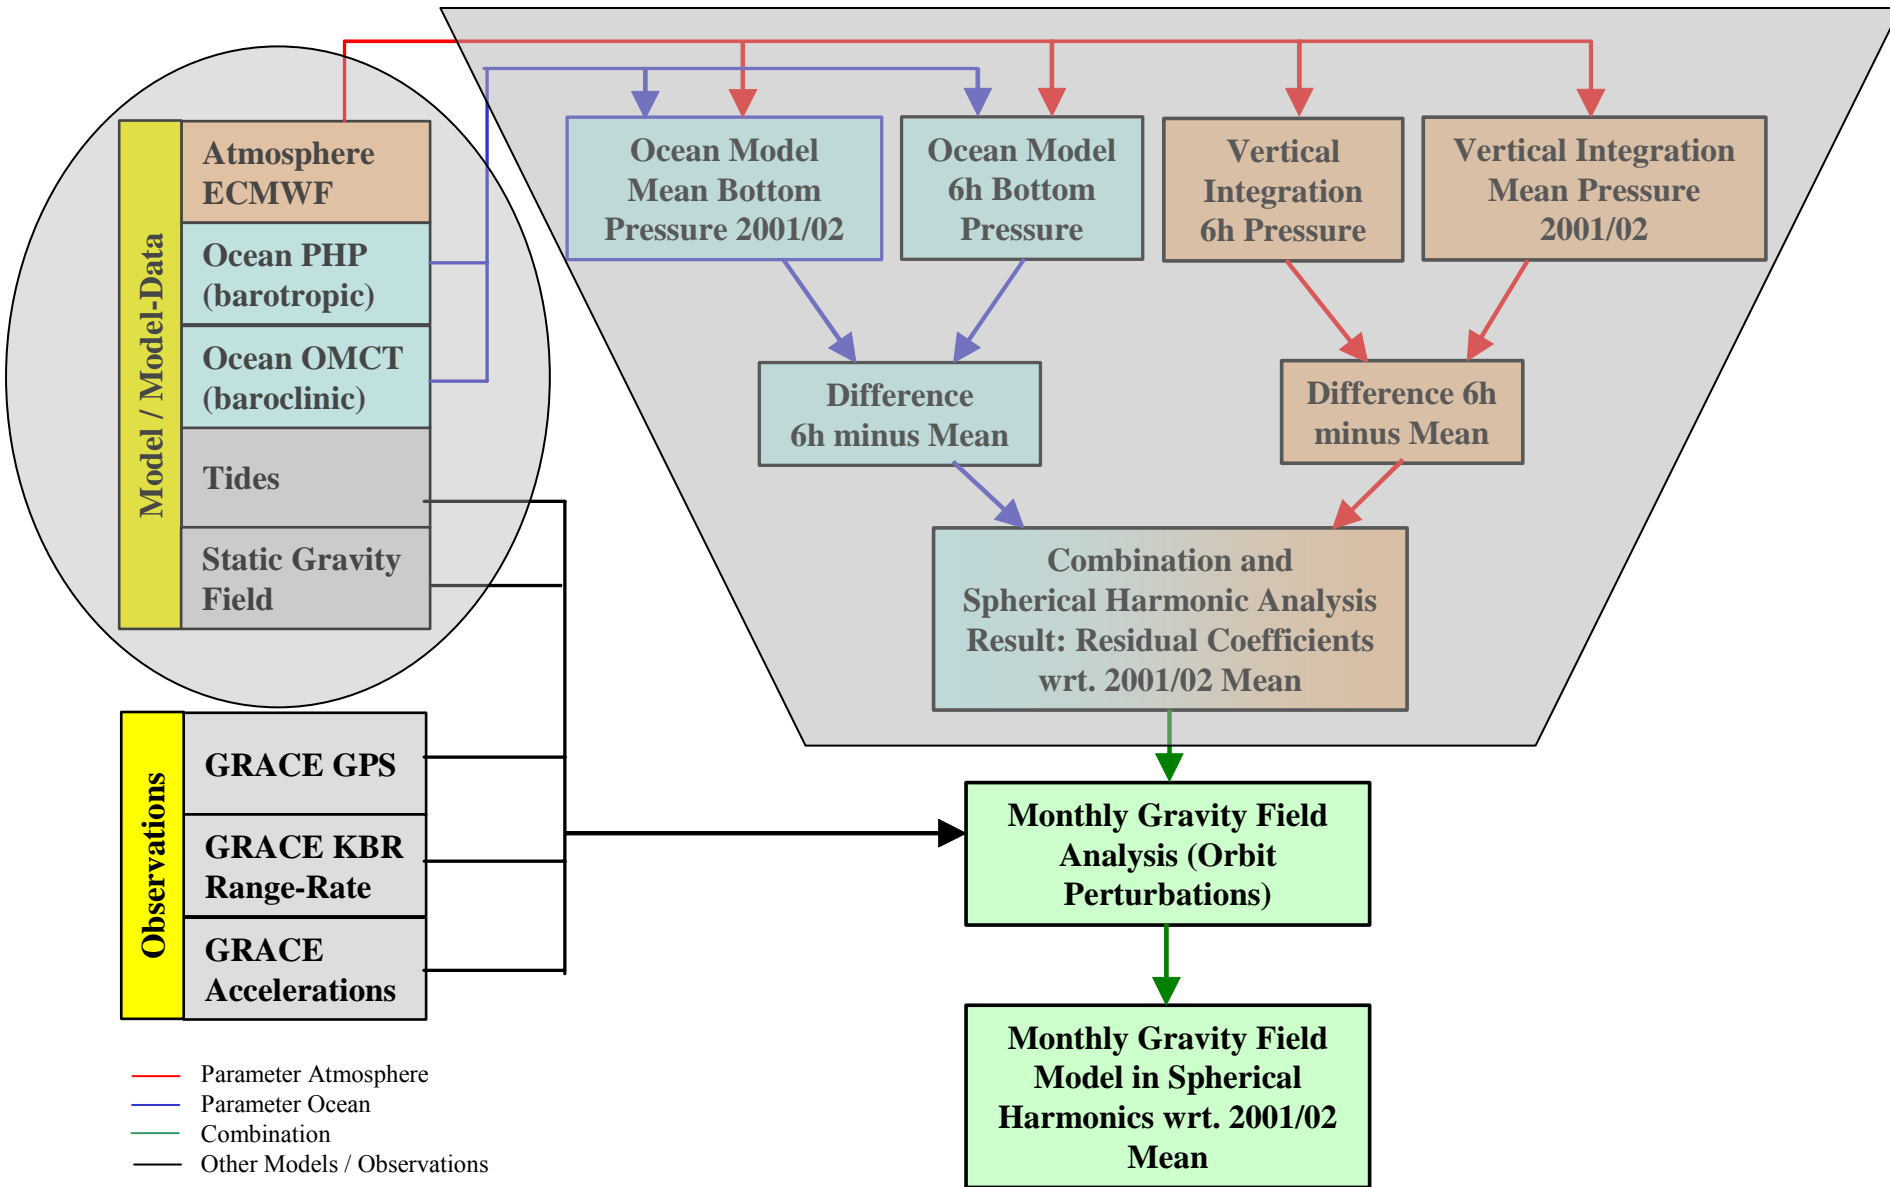 Model / Model-Data
Atmosphere
ECMWF
Ocean PHP
(barotropic)
Ocean OMCT
(baroclinic)
Tides
Static Gravity
Field
Ocean Model
Mean Bottom
Pressure 2001/02
Ocean Model
6h Bottom
Pressure
Vertical
Integration
6h Pressure
Vertical Integration
Mean Pressure
2001/02
Difference
6h minus Mean
Difference 6h
minus Mean
Combination and
Spherical Harmonic Analysis
Result: Residual Coefficients
wrt. 2001/02 Mean
Observations
GRACE GPS
GRACE KBR
Range-Rate
GRACE
Accelerations
Monthly Gravity Field
Analysis (Orbit
Perturbations)
Monthly Gravity Field
Model in Spherical
Harmonics wrt. 2001/02
Mean
Parameter Atmosphere
Parameter Ocean
Combination
Other Models / Observations